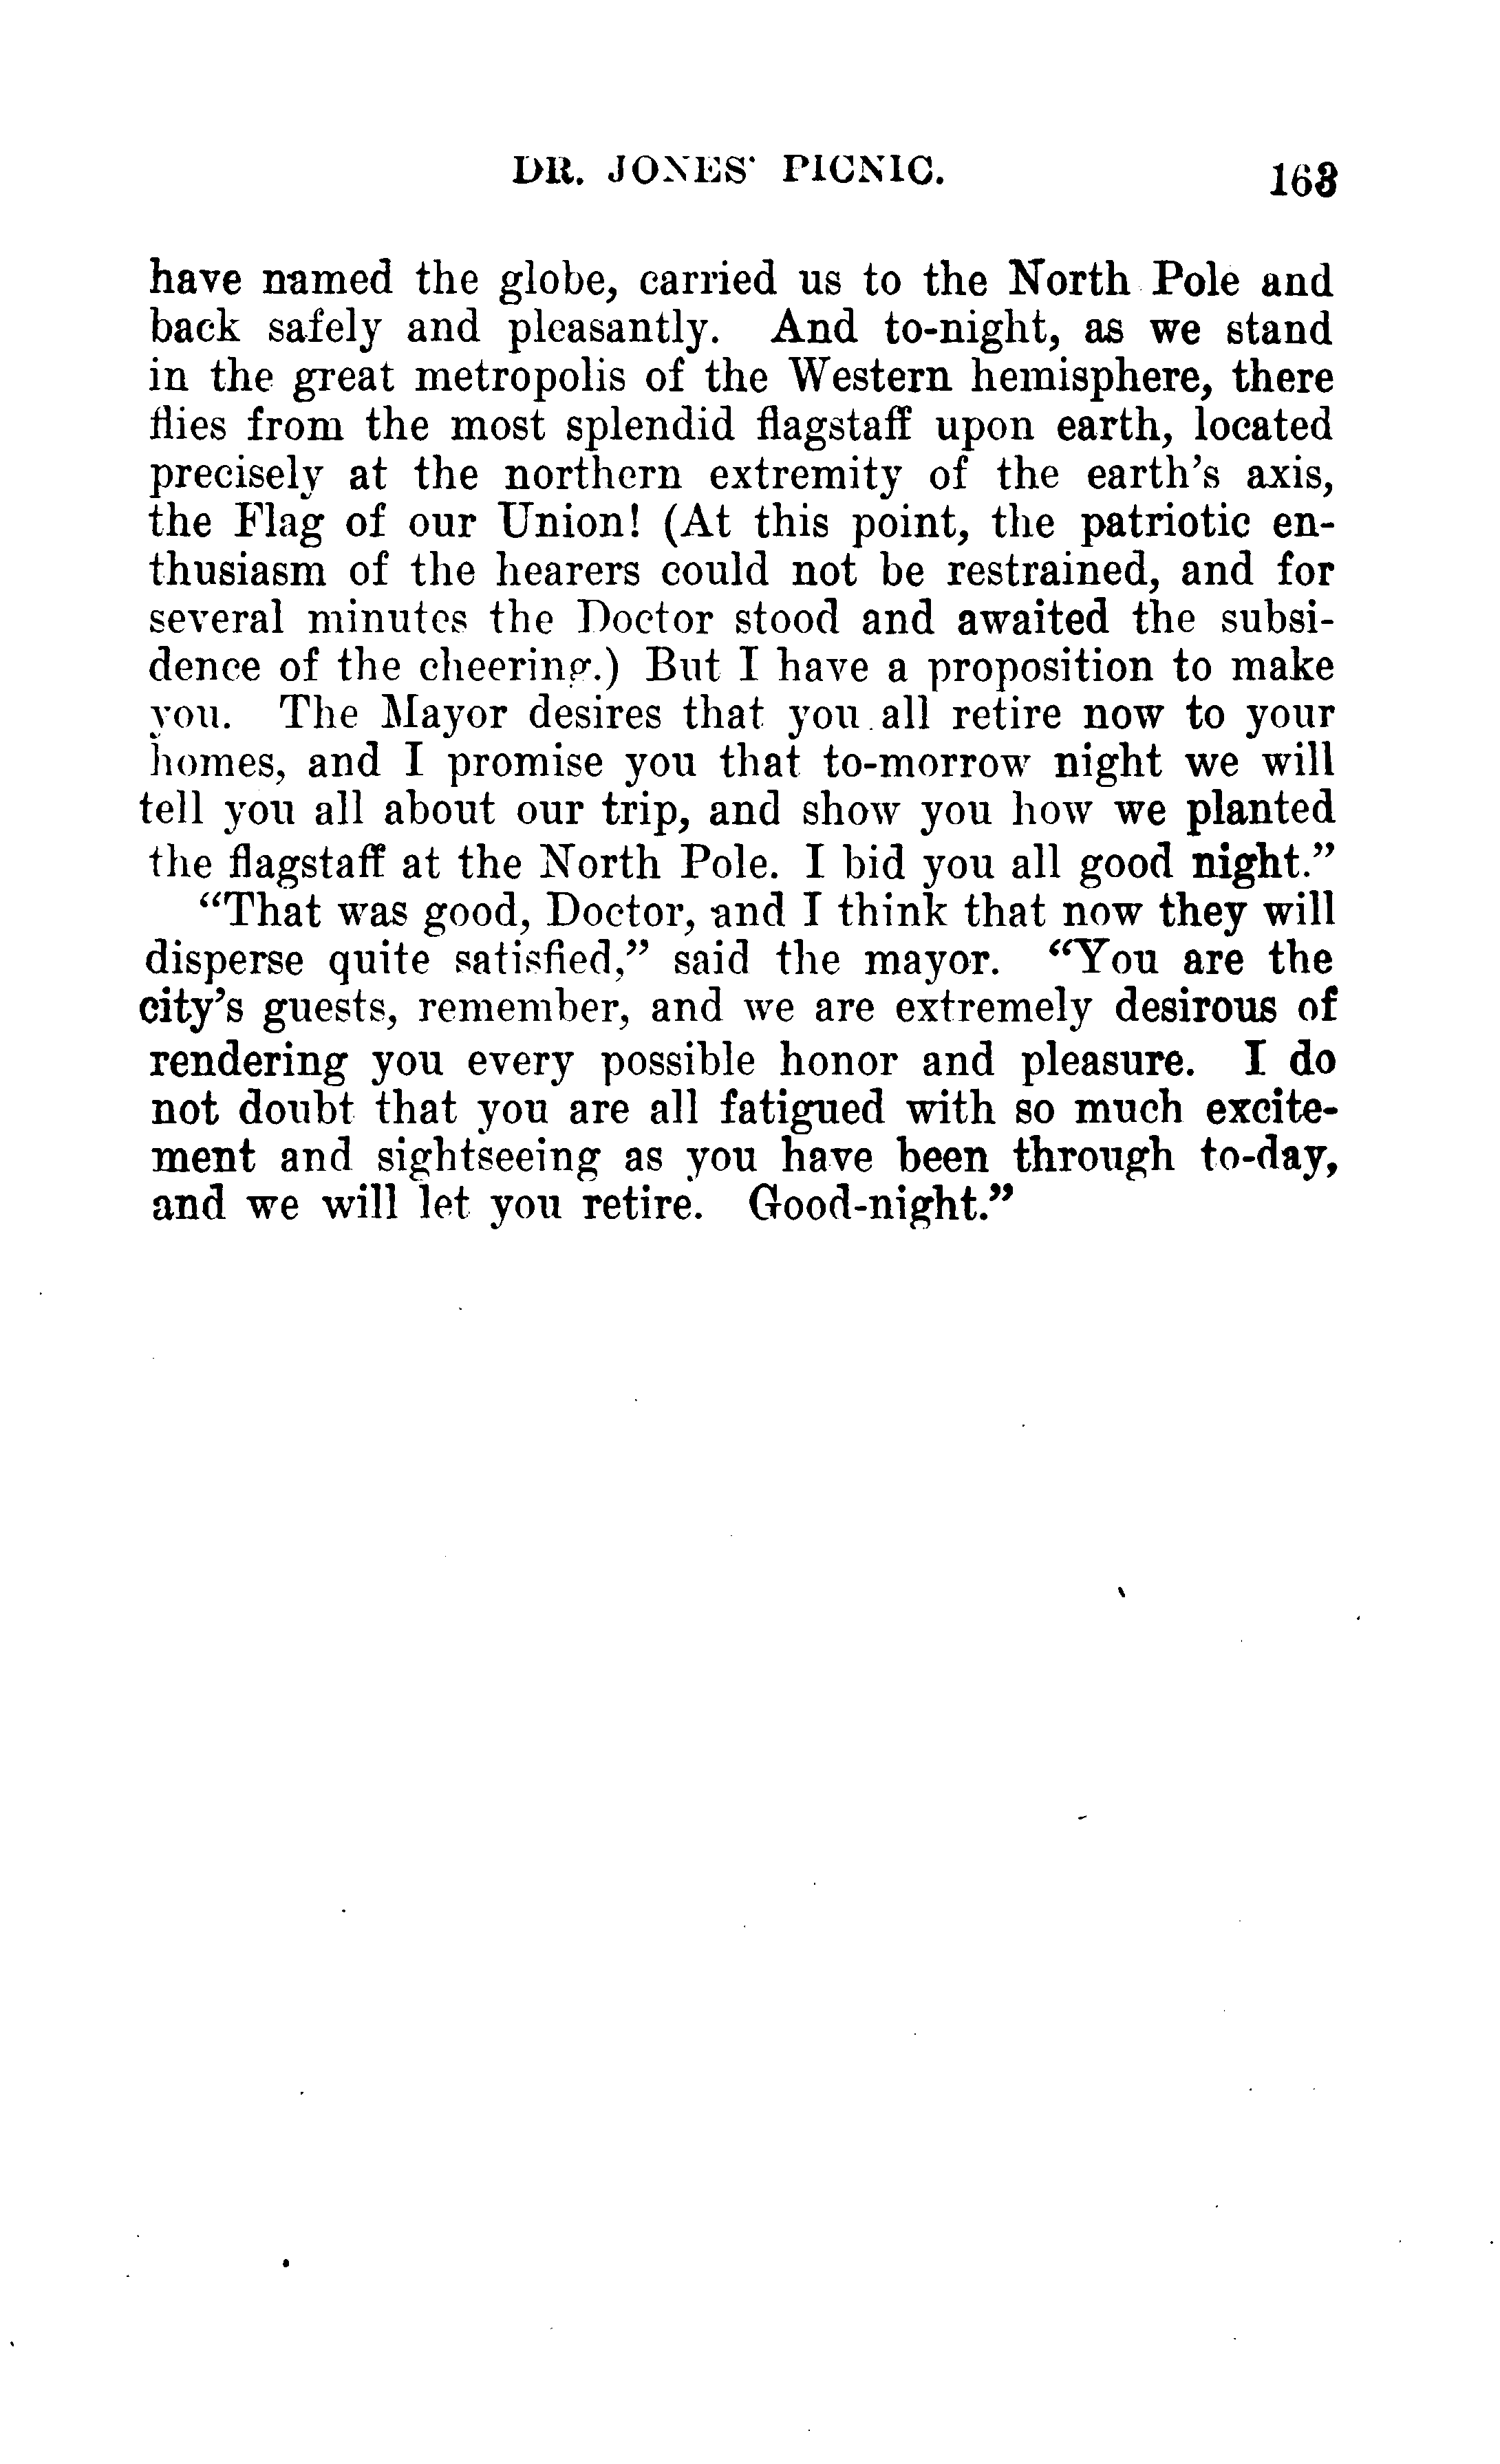 DR. JONES' PICNIC. 163
have named the globe, carried us to the North Pole and
back safely and pleasantly. And to-night, as we stand
in the great metropolis of the Western hemisphere, there
flies from the most splendid flagstaff upon earth, located
precisely at the northern extremity of the earth's axis,
the Flag of our Union! (At this point, the patriotic en-
thusiasm of the hearers could not be restrained, and for
several minutes the Doctor stood and awaited the subsi-
dence of the cheering.) But I have a proposition to make
you. The Mayor desires that you all retire now to your
homes, and I promise you that to-morrow night we will
tell you all about our trip, and show you how we planted
the flagstaff at the North Pole. I bid you all good night."
"That was good, Doctor, and I think that now they will
disperse quite satisfied," said the mayor. "You are the
city's guests, remember, and we are extremely desirous of
rendering you every possible honor and pleasure. I do
not doubt that you are all fatigued with so much excite-
ment and sightseeing as you have been through to-day,
and we will let you retire. Good-night."